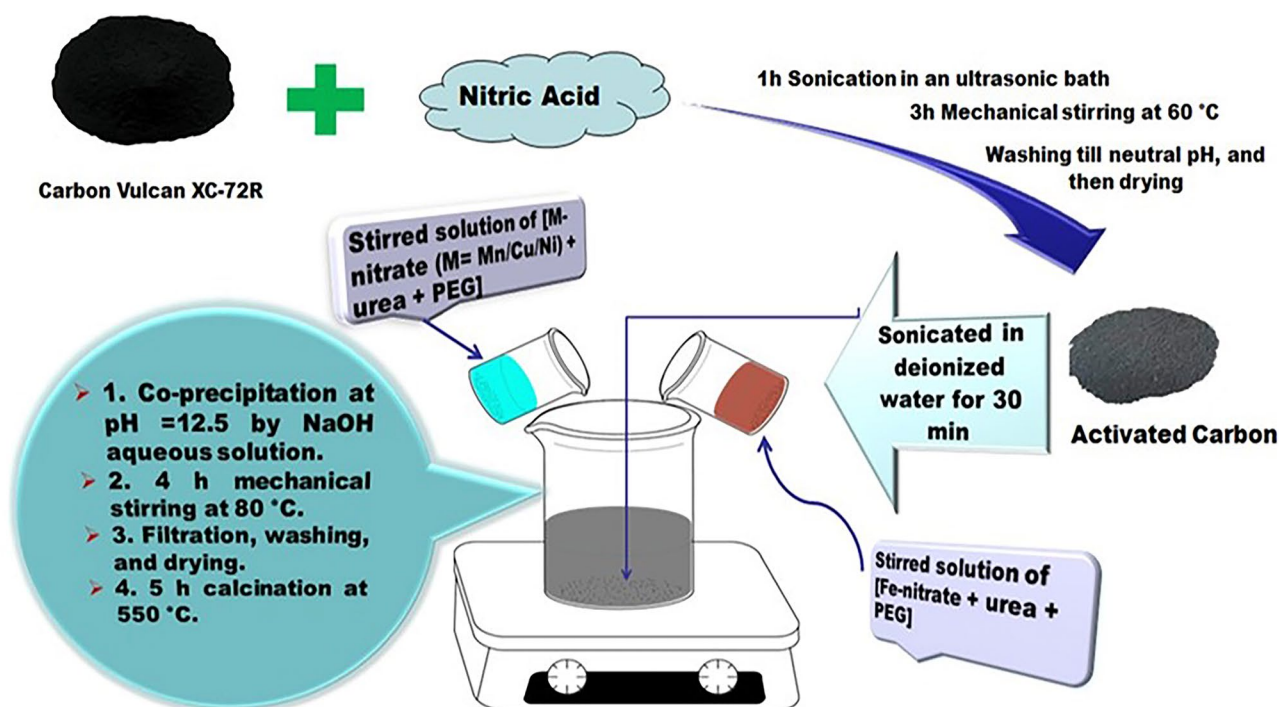 Nitric Acid
Carbon Vulcan XC-72R
1h Sonication in an ultrasonic bath
3h Mechanical stirring at 60 °C
Washing till neutral pH, and
then drying
Stirred solution of [M-
nitrate (M= Mn/Cu/Ni) +
urea + PEG]
Sonicated in
deionized
water for 30
min
Activated Carbon
1. Co-precipitation at
pH =12.5 by NaOH
aqueous solution.
2. 4 h mechanical
stirring at 80 °C.
3. Filtration, washing,
and drying.
4. 5 h calcination at
550 °C.
Stirred solution of
[Fe-nitrate + urea +
PEG]